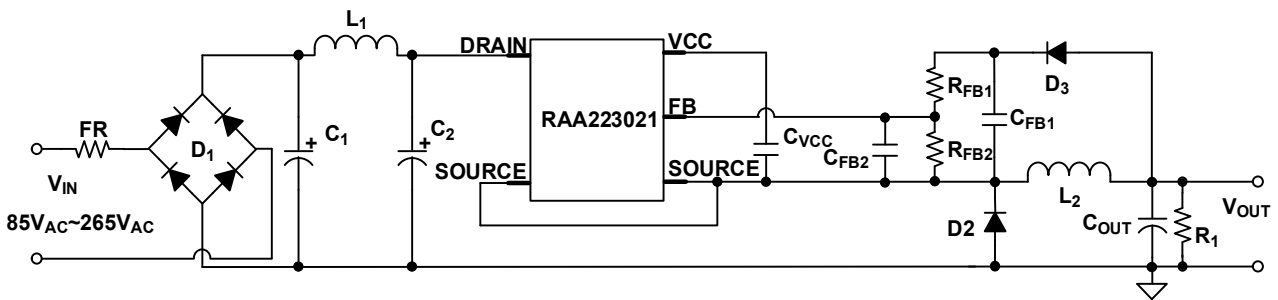 L1
DRAIN
VCC
RFB1
D3
FR
D1
C1
C2
RAA223021
FB
CVCC
CFB2
CFB1
RFB2
VIN
SOURCE
SOURCE
L2
VOUT
85VAC~265VAC
D2
COUT
R1
+
+